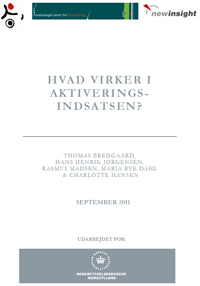 newinsight
HVAD VIRKER I
AKTIVERINGS-
INDSATSEN?
THOMAS BREDGAARD,
HANS HENRIK JØRGENSEN,
RASMUS MADSEN, MARIA RYE DAHL
& CHARLOTTE HANSEN
SEPTEMBER 2011
UDARBEJDET FOR:
BESKÆFTIGELSESREGION
NORDJYLLAND